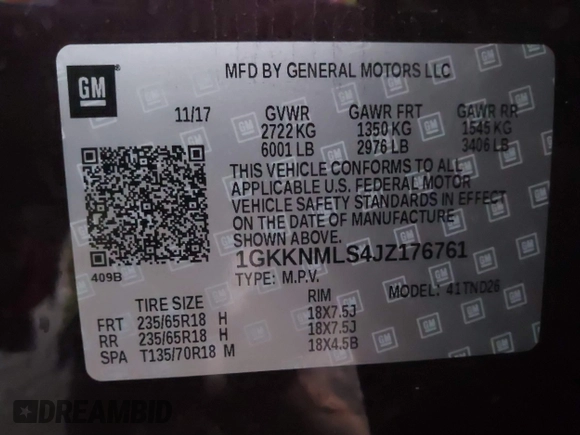 GM
MFD BY GENERAL MOTORS LLC
11/17 GVWR GAWR FRT GAWR RR
2722 KG 1350 KG 1545 KG
6001 LB 2976 LB 3406 LB
THIS VEHICLE CONFORMS TO ALL
APPLICABLE U.S. FEDERAL MOTOR
VEHICLE SAFETY STANDARDS IN EFFECT
ON THE DATE OF MANUFACTURE
SHOWN ABOVE.
409B
1GKKNMLS4JZ176761
TYPE: M.P.V. MODEL: 41TND26
TIRE SIZE RIM
FRT 235/65R18 H 18X7.5J
RR 235/65R18 H 18X7.5J
SPA T135/70R18 M 18X4.5B
DREAMBID